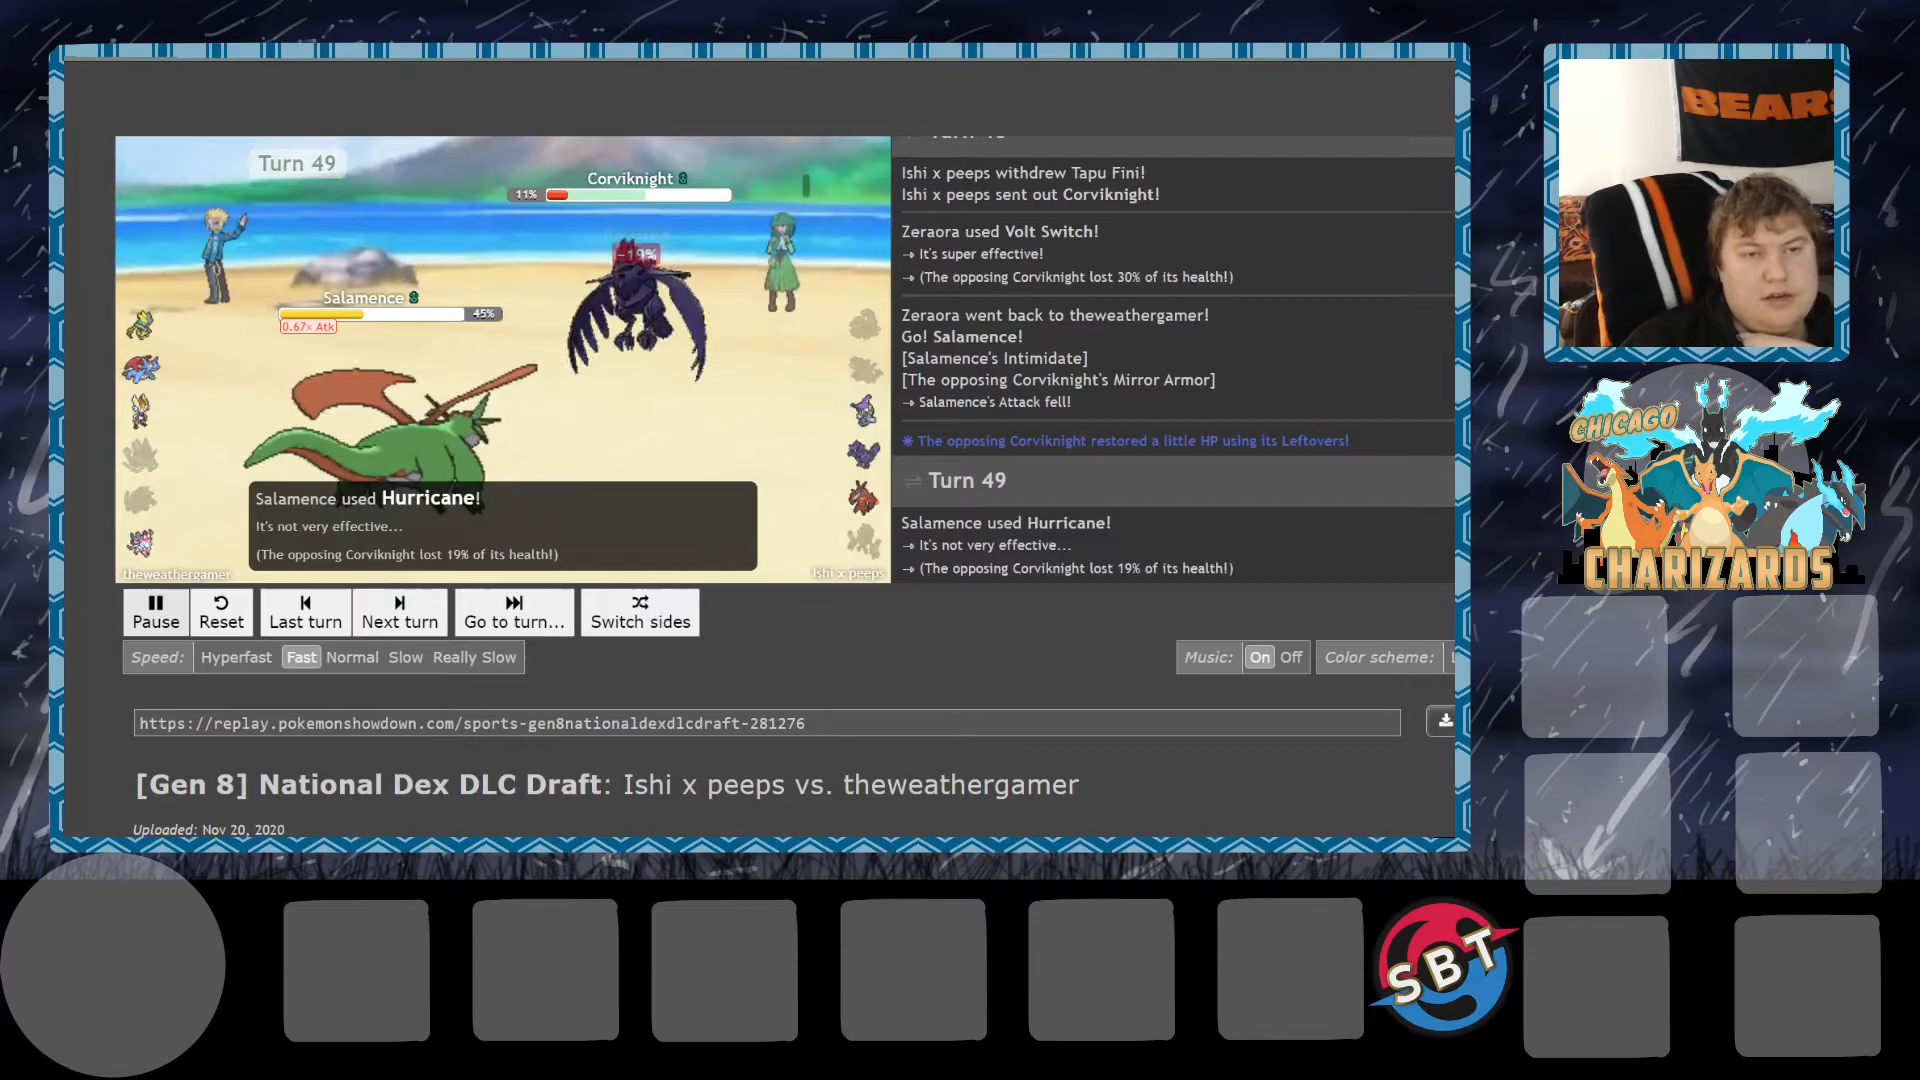 BEARS
Turn 49
Corviknight
11%
-19%
Salamence
45%
0.67× Atk
Salamence used Hurricane!
It's not very effective...
(The opposing Corviknight lost 19% of its health!)
theweathergamer
Ishi x peeps
Ishi x peeps withdrew Tapu Fini!
Ishi x peeps sent out Corviknight!
Zeraora used Volt Switch!
→ It's super effective!
→ (The opposing Corviknight lost 30% of its health!)
Zeraora went back to theweathergamer!
Go! Salamence!
[Salamence's Intimidate]
[The opposing Corviknight's Mirror Armor]
→ Salamence's Attack fell!
The opposing Corviknight restored a little HP using its Leftovers!
Turn 49
Salamence used Hurricane!
→ It's not very effective...
→ (The opposing Corviknight lost 19% of its health!)
CHICAGO
CHARIZARDS
Pause Reset Last turn Next turn Go to turn... Switch sides
Speed: Hyperfast Fast Normal Slow Really Slow
Music: On Off Color scheme:
https://replay.pokemonshowdown.com/sports-gen8nationaldexdlcdraft-281276
[Gen 8] National Dex DLC Draft: Ishi x peeps vs. theweathergamer
Uploaded: Nov 20, 2020
SBT